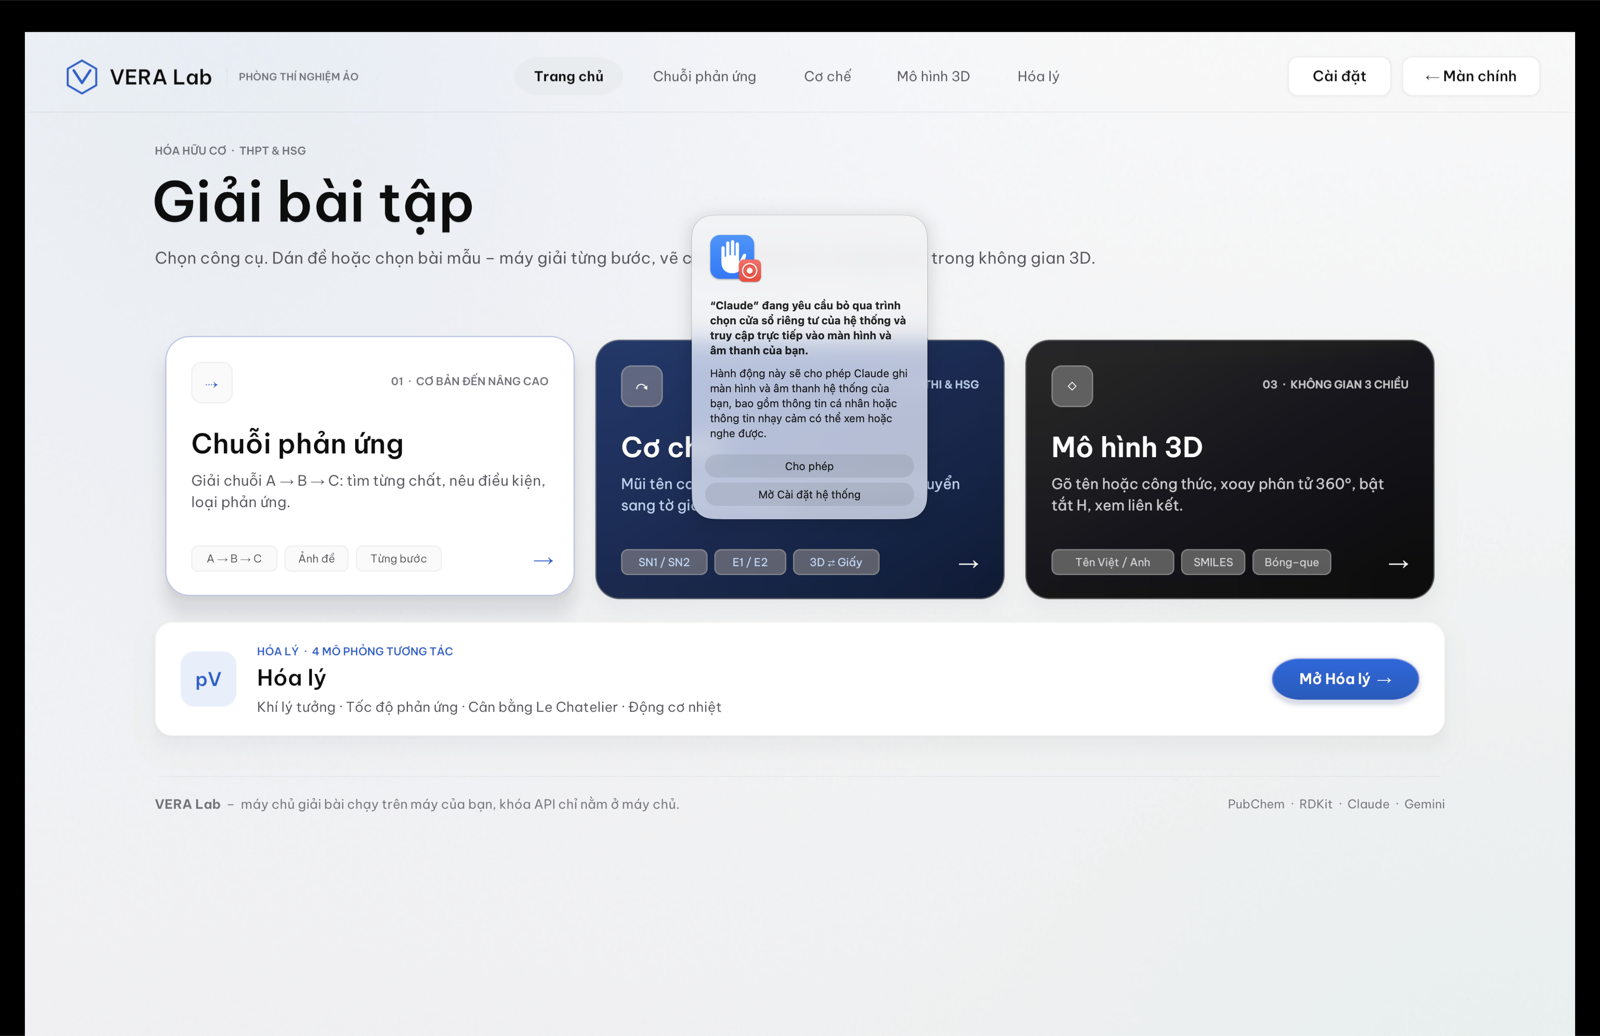 VERA Lab
PHÒNG THÍ NGHIỆM ẢO
Trang chủ
Chuỗi phản ứng
Cơ chế
Mô hình 3D
Hóa lý
Cài đặt
← Màn chính
HÓA HỮU CƠ · THPT & HSG
Giải bài tập
Chọn công cụ. Dán đề hoặc chọn bài mẫu – máy giải từng bước, vẽ
trong không gian 3D.
“Claude” đang yêu cầu bỏ qua trình
chọn cửa sổ riêng tư của hệ thống và
truy cập trực tiếp vào màn hình và
âm thanh của bạn.
Hành động này sẽ cho phép Claude ghi
màn hình và âm thanh hệ thống của
bạn, bao gồm thông tin cá nhân hoặc
thông tin nhạy cảm có thể xem hoặc
nghe được.
Cho phép
Mở Cài đặt hệ thống
01 · CƠ BẢN ĐẾN NÂNG CAO
Chuỗi phản ứng
Giải chuỗi A → B → C: tìm từng chất, nêu điều kiện,
loại phản ứng.
A → B → C
Ảnh đề
Từng bước
→
& HSG
Cơ
Mũi tên
sang tờ
SN1 / SN2
E1 / E2
3D ⇄ Giấy
→
03 · KHÔNG GIAN 3 CHIỀU
Mô hình 3D
Gõ tên hoặc công thức, xoay phân tử 360°, bật
tắt H, xem liên kết.
Tên Việt / Anh
SMILES
Bóng–que
→
pV
HÓA LÝ · 4 MÔ PHỎNG TƯƠNG TÁC
Hóa lý
Khí lý tưởng · Tốc độ phản ứng · Cân bằng Le Chatelier · Động cơ nhiệt
Mở Hóa lý →
VERA Lab – máy chủ giải bài chạy trên máy của bạn, khóa API chỉ nằm ở máy chủ.
PubChem · RDKit · Claude · Gemini